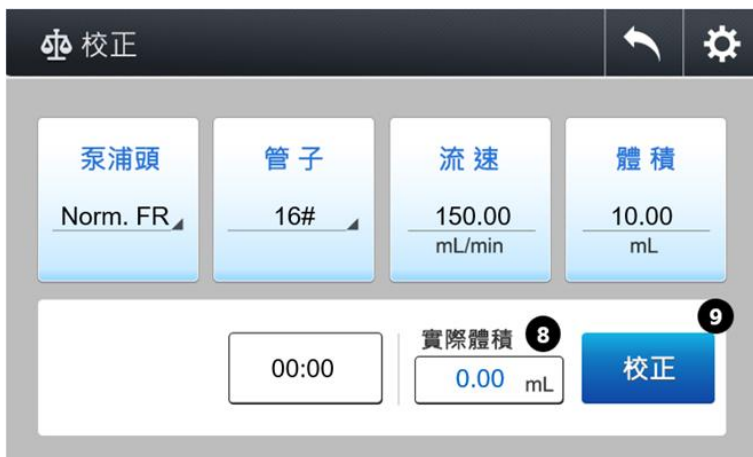 校正
泵浦頭
Norm. FR
管子
16#
流速
150.00
mL/min
體積
10.00
mL
00:00
實際體積 8
0.00 mL
9
校正